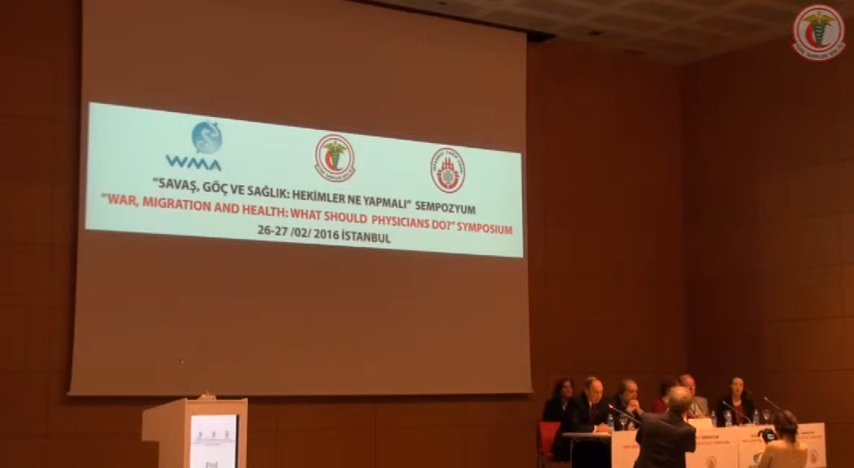 WMA
"SAVAŞ, GÖÇ VE SAĞLIK: HEKİMLER NE YAPMALI" SEMPOZYUM
"WAR, MIGRATION AND HEALTH: WHAT SHOULD PHYSICIANS DO?" SYMPOSIUM
26-27 /02/ 2016 İSTANBUL
Prof